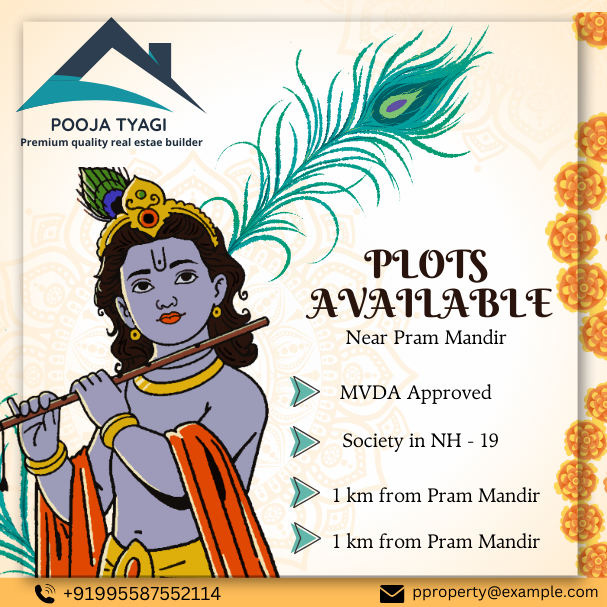 POOJA TYAGI
Premium quality real estae builder
PLOTS
AVAILABLE
Near Pram Mandir
MVDA Approved
Society in NH - 19
1 km from Pram Mandir
1 km from Pram Mandir
+91995587552114
pproperty@example.com